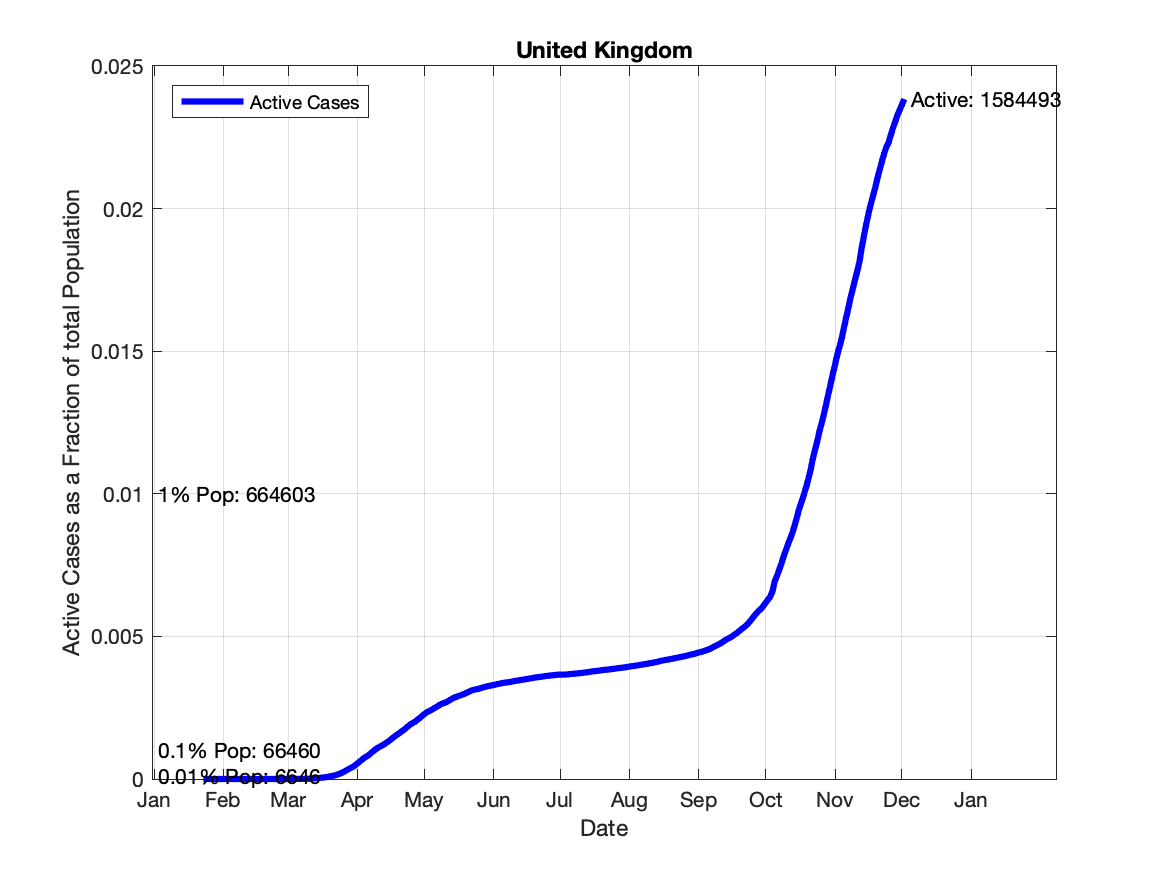 United Kingdom
Active Cases
Active: 1584493
Active Cases as a Fraction of total Population
0.025
0.02
0.015
0.01
0.005
0
1% Pop: 664603
0.1% Pop: 66460
0.01% Pop: 6646
Jan Feb Mar Apr May Jun Jul Aug Sep Oct Nov Dec Jan
Date